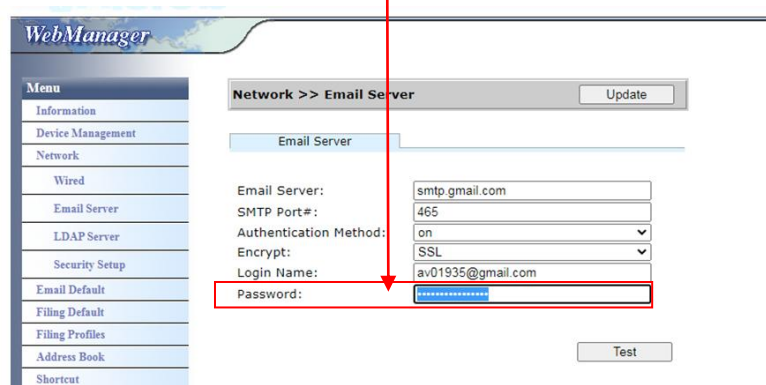 WebManager
Menu
Information
Device Management
Network
Wired
Email Server
LDAP Server
Security Setup
Email Default
Filing Default
Filing Profiles
Address Book
Shortcut
Network >> Email Server
Update
Email Server
Email Server: smtp.gmail.com
SMTP Port#: 465
Authentication Method: on
Encrypt: SSL
Login Name: av01935@gmail.com
Password: ••••••••••••••••
Test